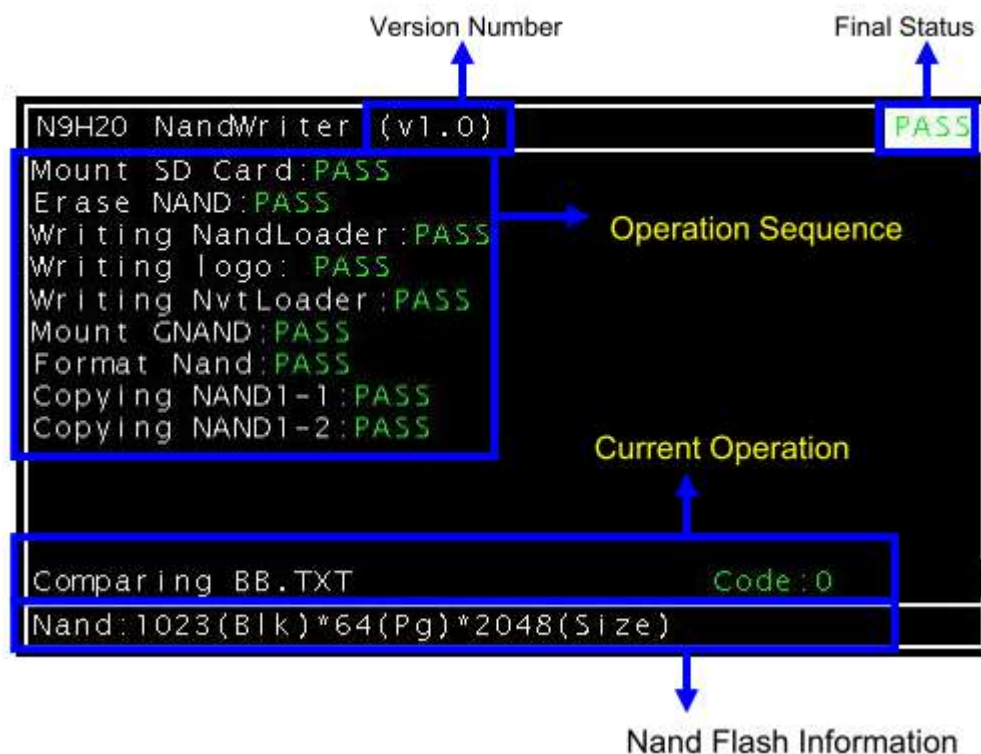 Version Number
Final Status
N9H20 NandWriter (v1.0) PASS
Mount SD Card:PASS
Erase NAND:PASS
Writing NandLoader:PASS
Operation Sequence
Writing logo: PASS
Writing NvtLoader:PASS
Mount GNAND:PASS
Format Nand:PASS
Copying NAND1-1:PASS
Copying NAND1-2:PASS
Current Operation
Comparing BB.TXT Code:0
Nand:1023(Blk)*64(Pg)*2048(Size)
Nand Flash Information